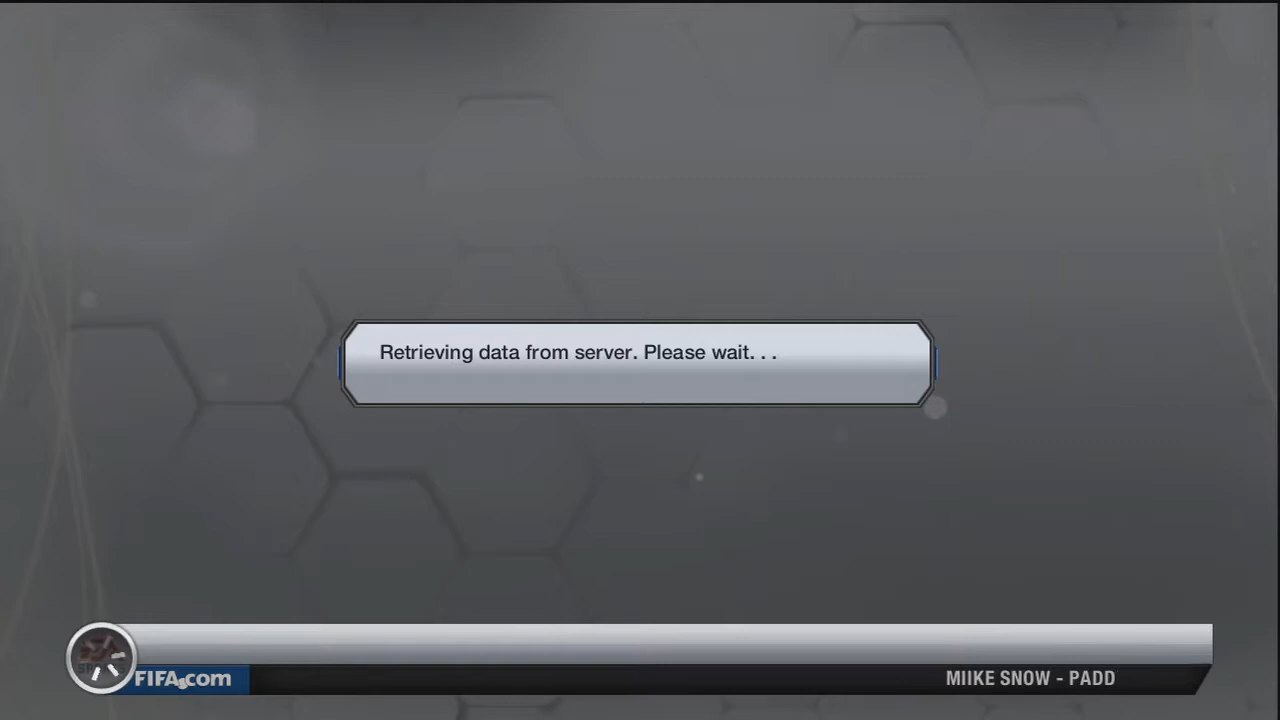 Retrieving data from server. Please wait. . .
FIFA.com
MIIKE SNOW - PADD